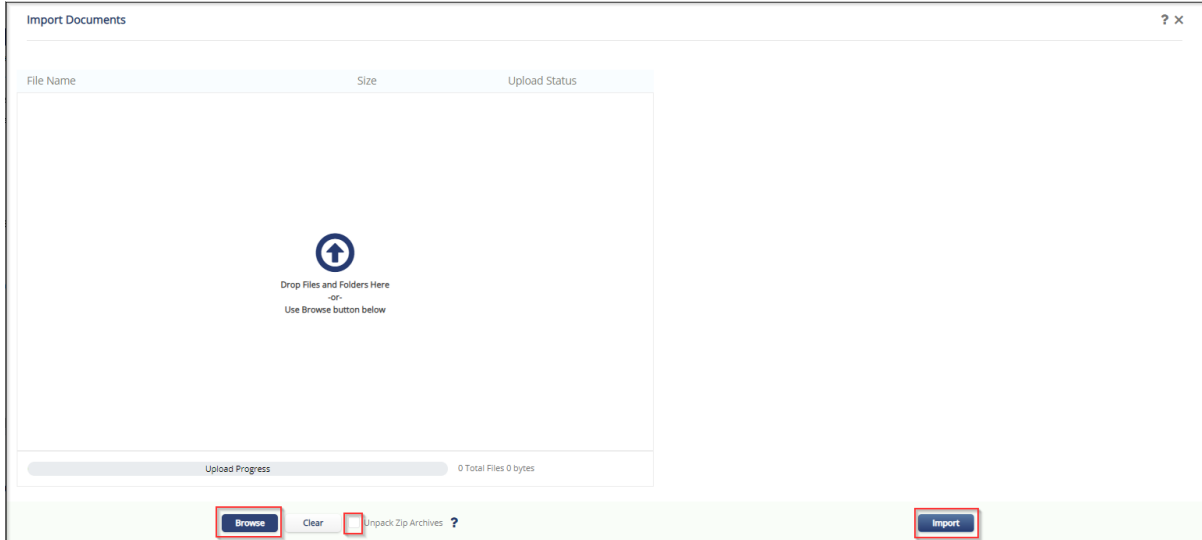 Import Documents
? ×
File Name Size Upload Status
Drop Files and Folders Here
-or-
Use Browse button below
Upload Progress 0 Total Files 0 bytes
Browse Clear Unpack Zip Archives ? Import